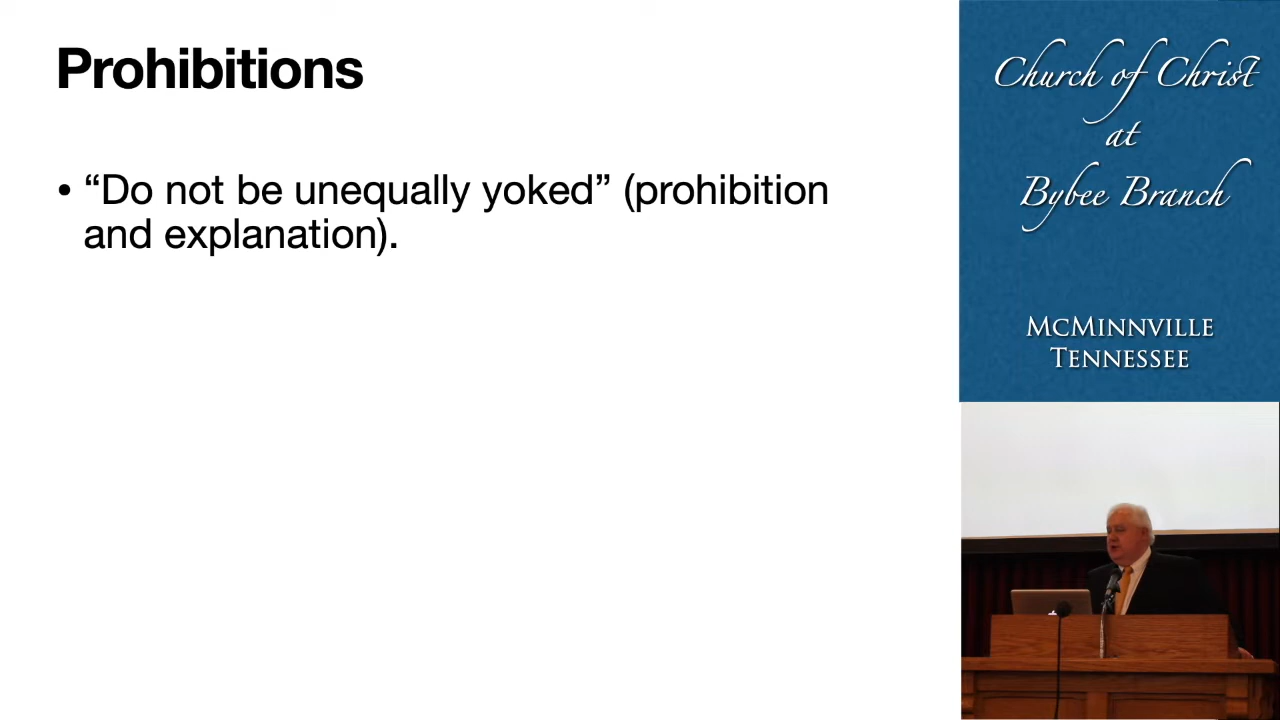 Prohibitions
• “Do not be unequally yoked” (prohibition
and explanation).
Church of Christ
at
Bybee Branch
McMinnville
Tennessee